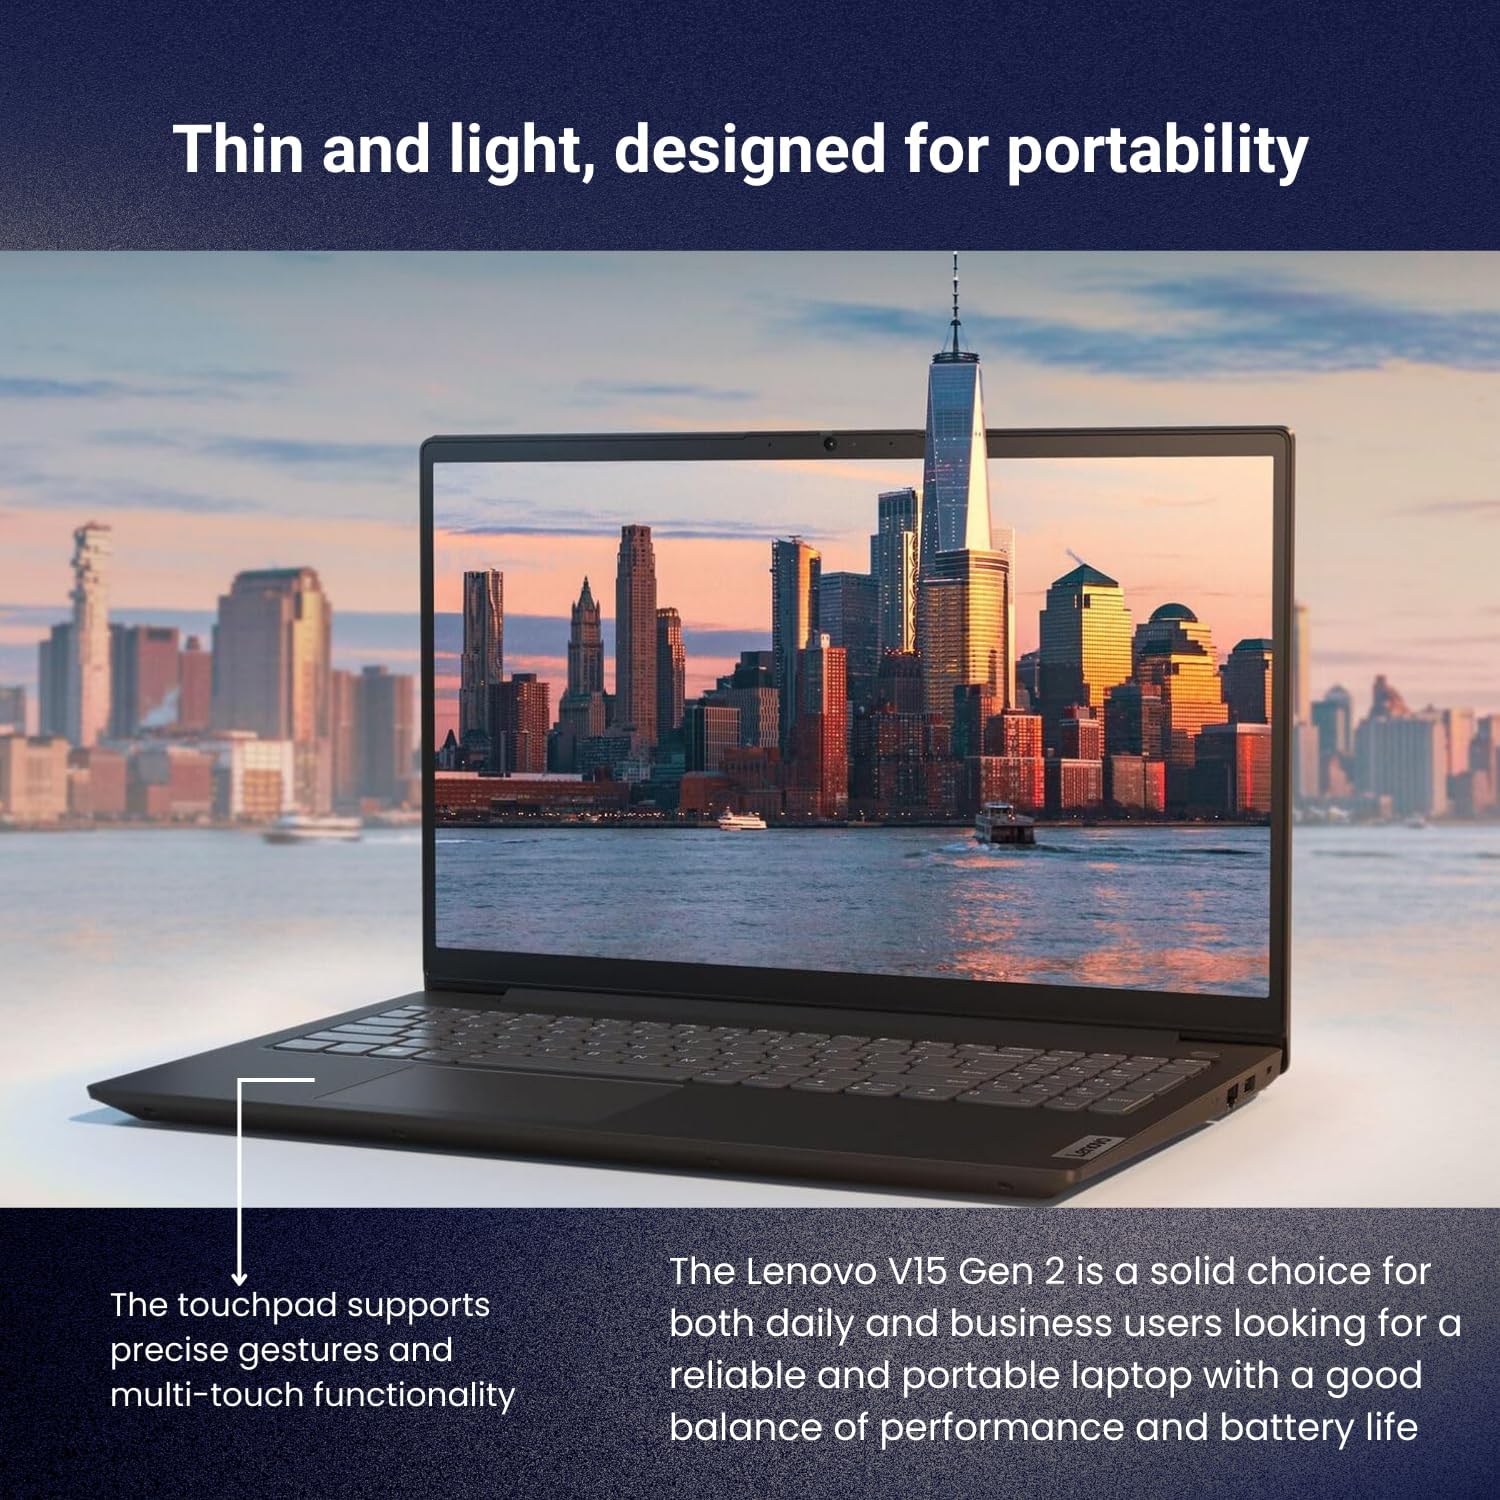 Thin and light, designed for portability
Lenovo
The touchpad supports
precise gestures and
multi-touch functionality
The Lenovo V15 Gen 2 is a solid choice for
both daily and business users looking for a
reliable and portable laptop with a good
balance of performance and battery life